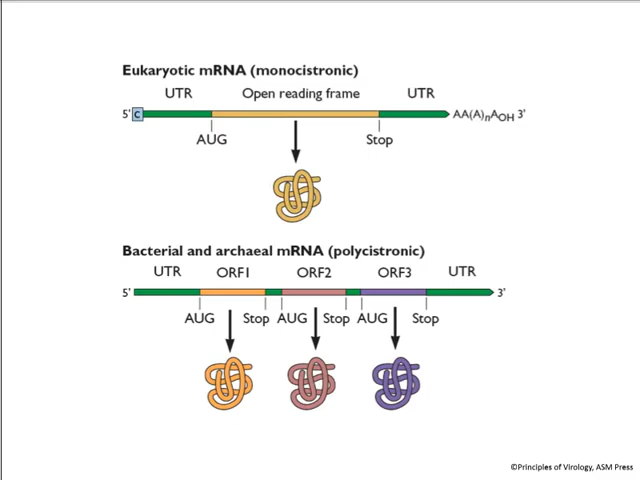 Eukaryotic mRNA (monocistronic)
UTR Open reading frame UTR
5' C AA(A)nAOH 3'
AUG Stop
Bacterial and archaeal mRNA (polycistronic)
UTR ORF1 ORF2 ORF3 UTR
5' 3'
AUG Stop AUG Stop AUG Stop
©Principles of Virology, ASM Press